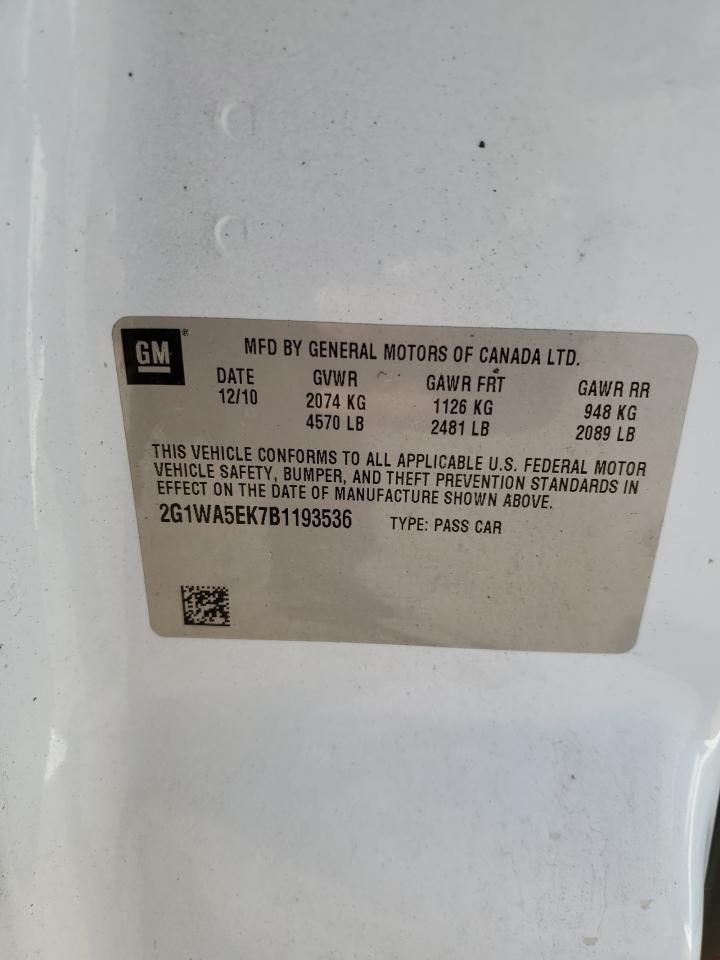 GM®
MFD BY GENERAL MOTORS OF CANADA LTD.
DATE GVWR GAWR FRT GAWR RR
12/10 2074 KG 1126 KG 948 KG
4570 LB 2481 LB 2089 LB
THIS VEHICLE CONFORMS TO ALL APPLICABLE U.S. FEDERAL MOTOR
VEHICLE SAFETY, BUMPER, AND THEFT PREVENTION STANDARDS IN
EFFECT ON THE DATE OF MANUFACTURE SHOWN ABOVE.
2G1WA5EK7B1193536 TYPE: PASS CAR